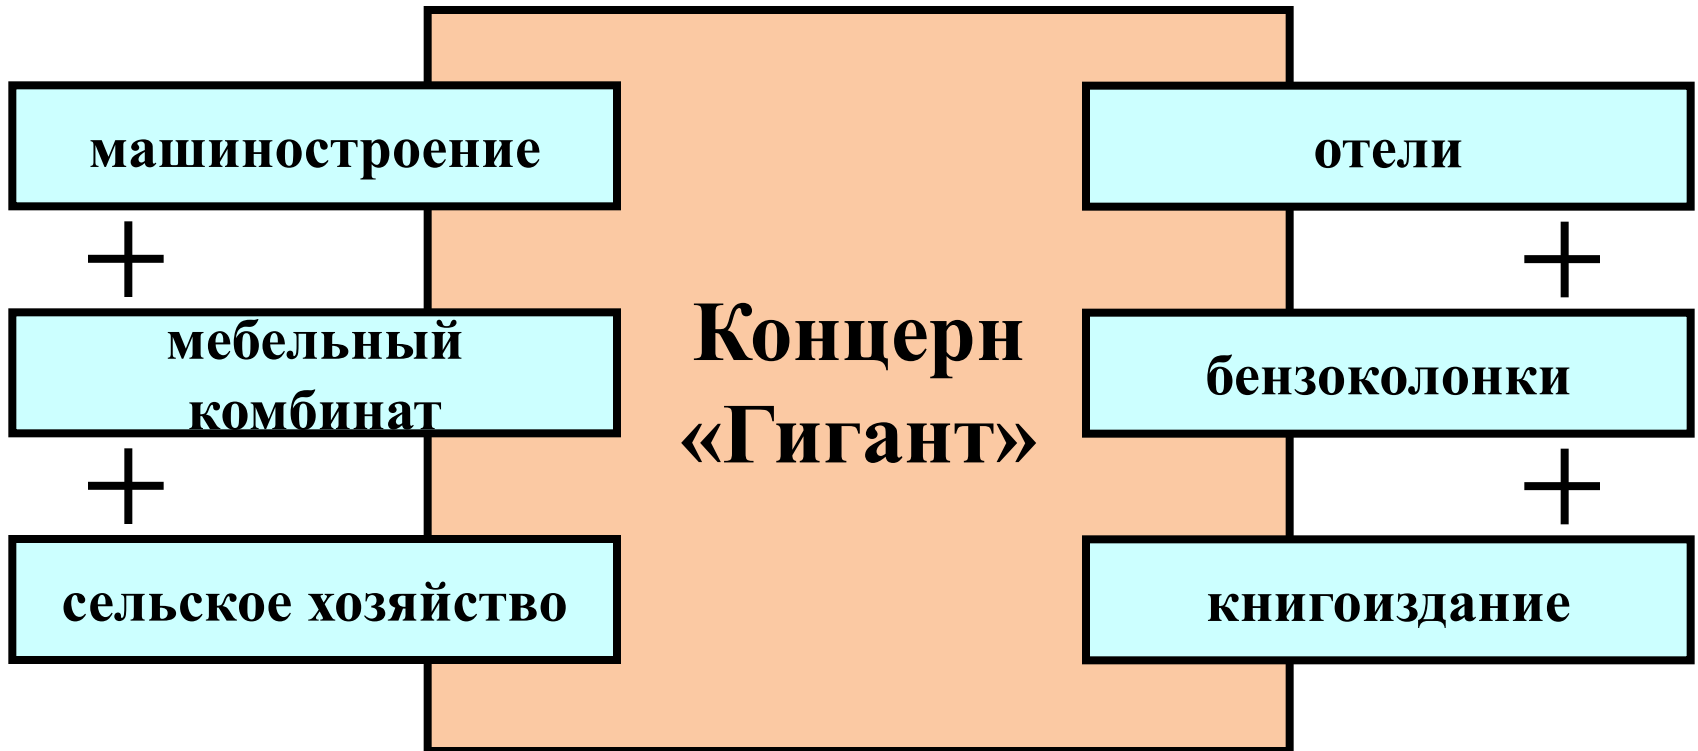 машиностроение
мебельный
комбинат
сельское хозяйство
Концерн
«Гигант»
отели
бензоколонки
книгоиздание